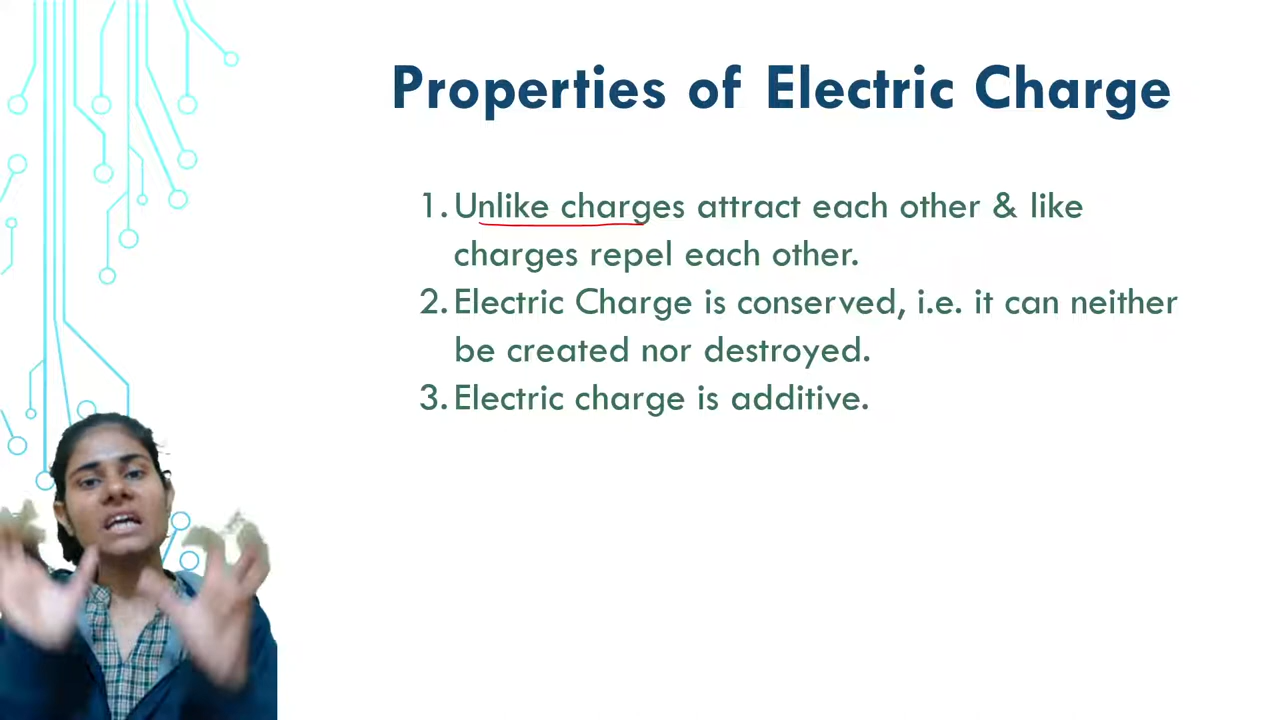 Properties of Electric Charge
1. Unlike charges attract each other & like
charges repel each other.
2. Electric Charge is conserved, i.e. it can neither
be created nor destroyed.
3. Electric charge is additive.